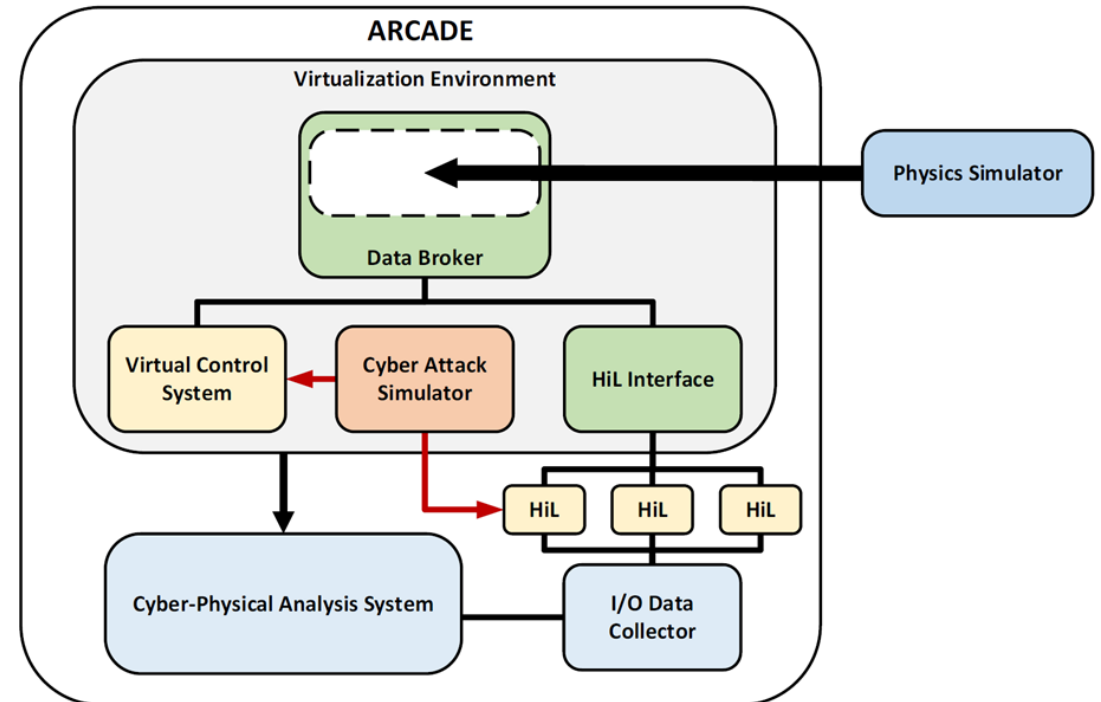 ARCADE
Virtualization Environment
Physics Simulator
Data Broker
Virtual Control
System
Cyber Attack
Simulator
HiL Interface
HiL
HiL
HiL
Cyber-Physical Analysis System
I/O Data
Collector